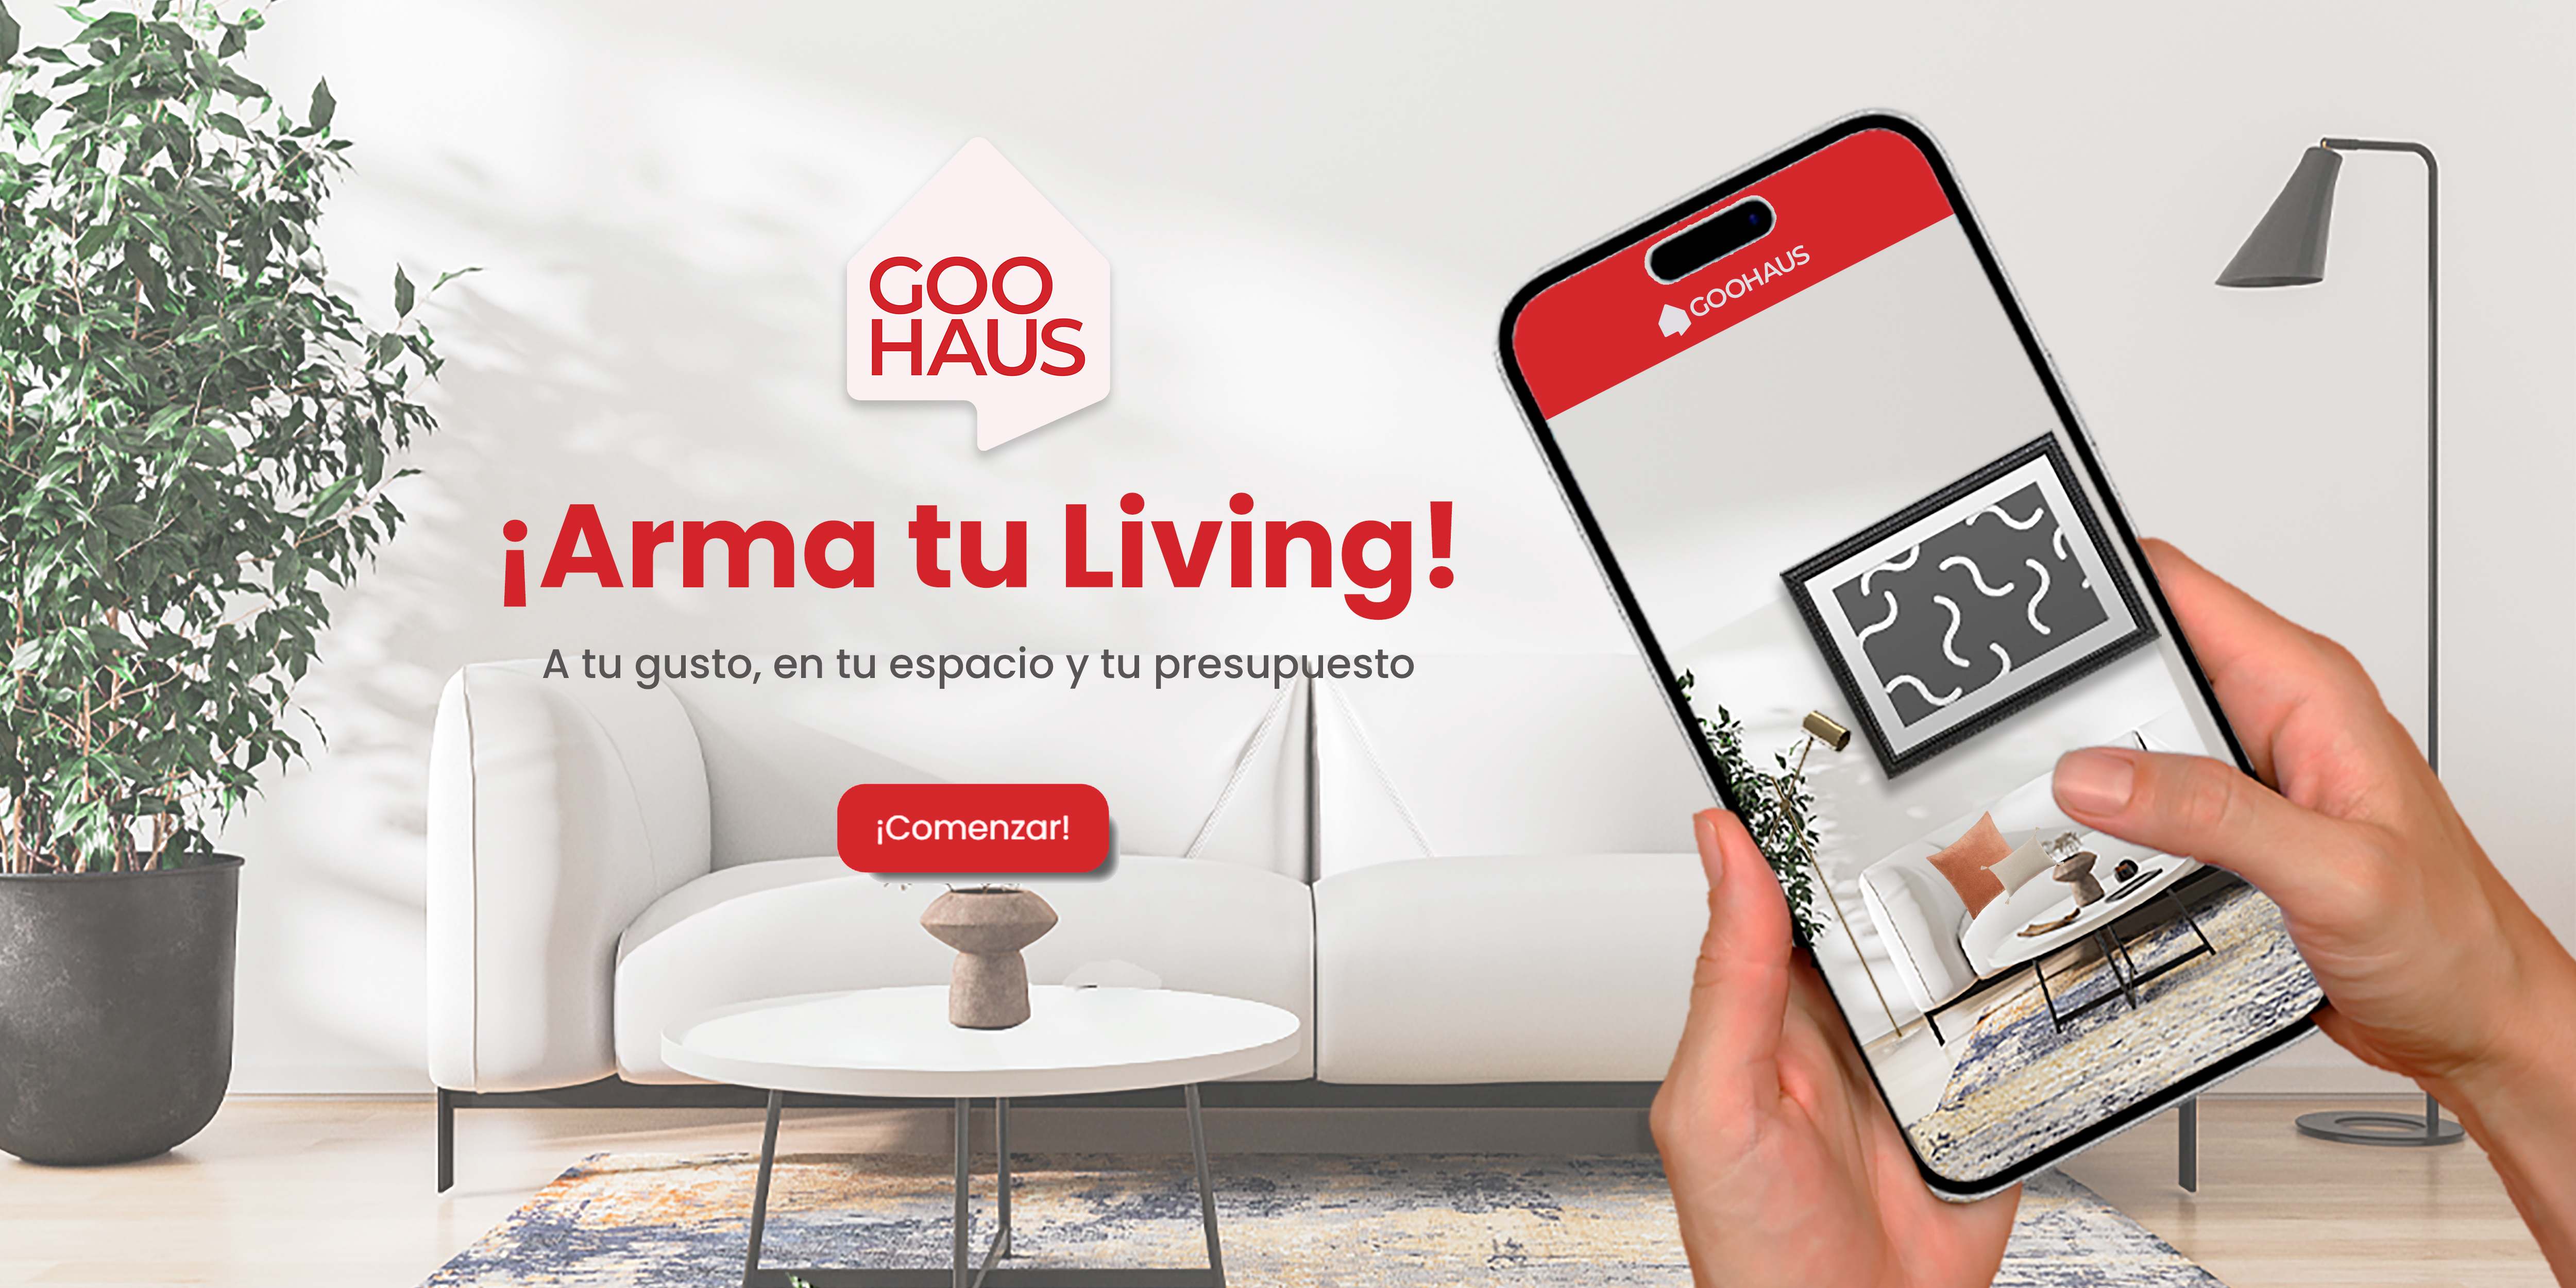 GOO
HAUS
¡Arma tu Living!
A tu gusto, en tu espacio y tu presupuesto
¡Comenzar!
GOOHAUS